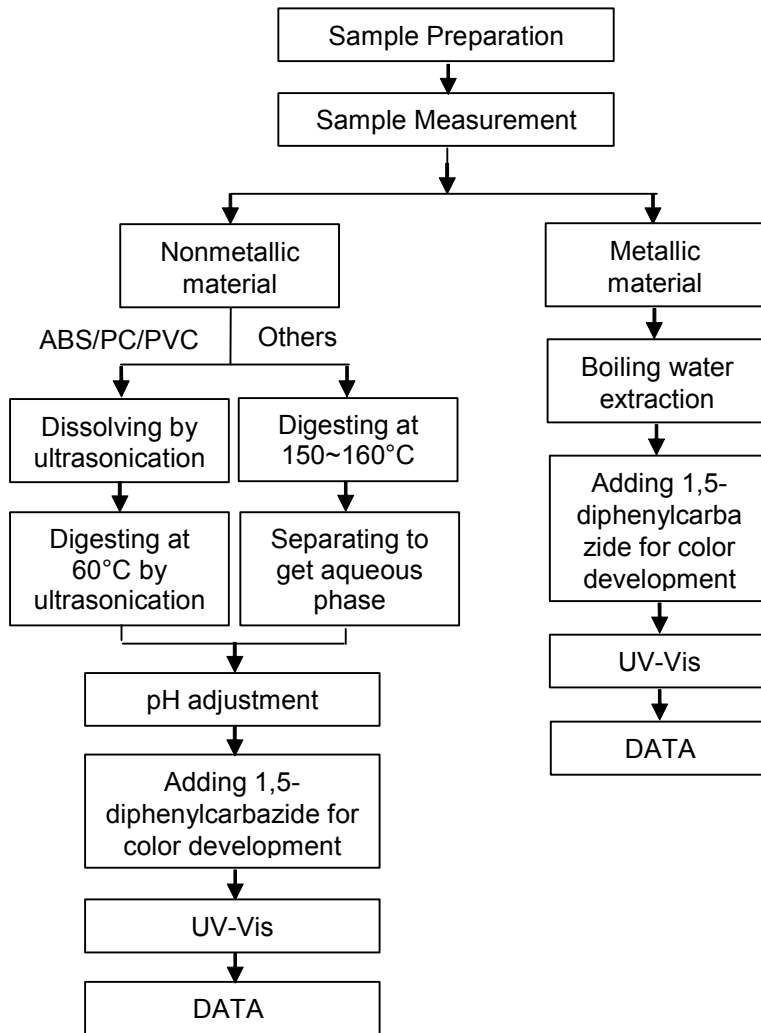 Sample Preparation
Sample Measurement
Nonmetallic
material
Metallic
material
ABS/PC/PVC
Others
Boiling water
extraction
Dissolving by
ultrasonication
Digesting at
150~160°C
Adding 1,5-
diphenylcarba
zide for color
development
Digesting at
60°C by
ultrasonication
Separating to
get aqueous
phase
UV-Vis
pH adjustment
DATA
Adding 1,5-
diphenylcarbazide for
color development
UV-Vis
DATA